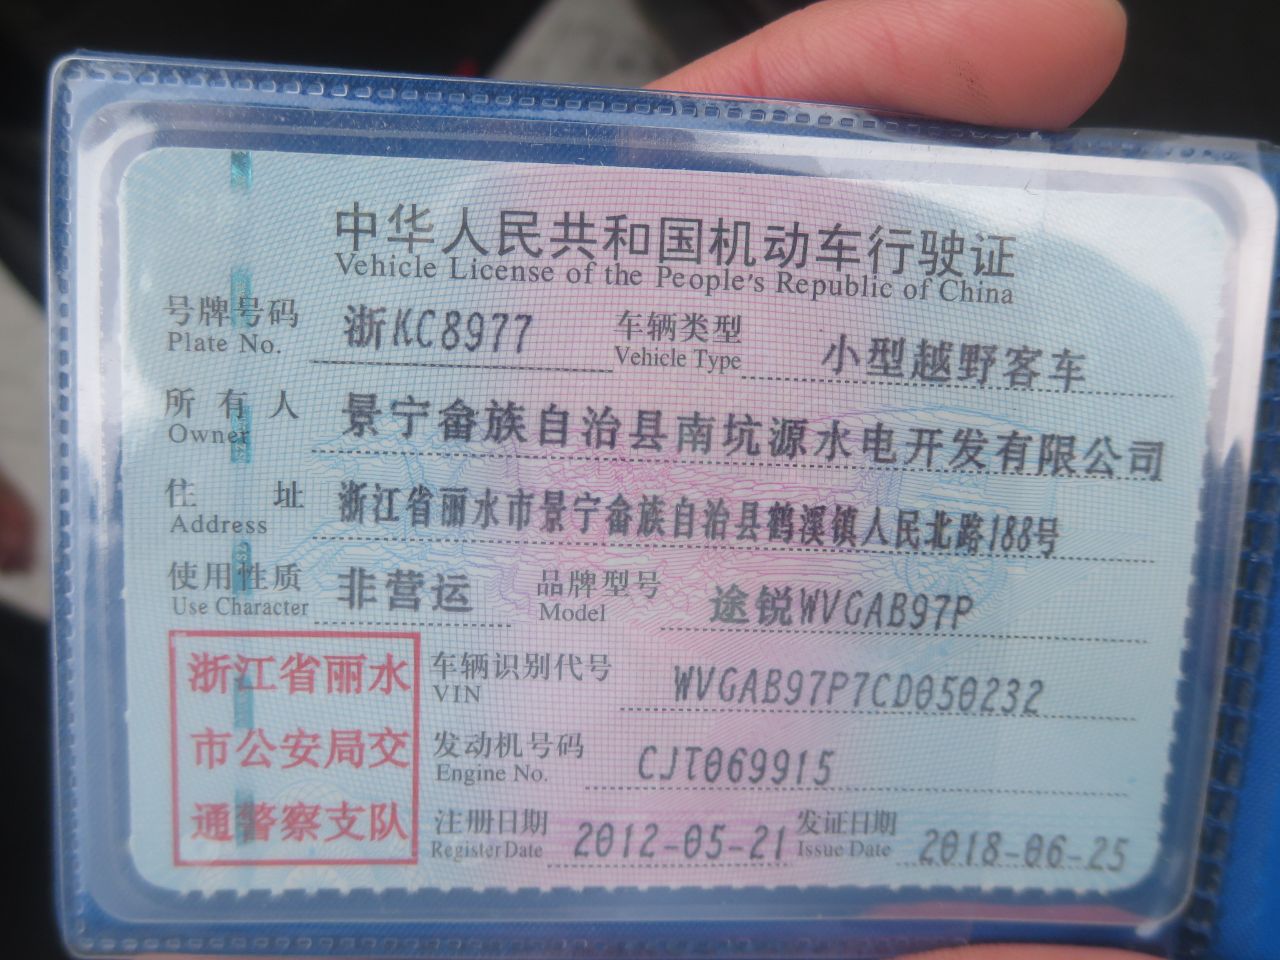 中华人民共和国机动车行驶证
Vehicle License of the People's Republic of China
号牌号码 浙KC8977 车辆类型 小型越野客车
Plate No. Vehicle Type
所有人 景宁畲族自治县南坑源水电开发有限公司
Owner
住址 浙江省丽水市景宁畲族自治县鹤溪镇人民北路188号
Address
使用性质 非营运 品牌型号 途锐WVGAB97P
Use Character Model
浙江省丽水
市公安局交
通警察支队
车辆识别代号 WVGAB97P7CD050232
VIN
发动机号码 CJT069915
Engine No.
注册日期 2012-05-21 发证日期 2018-06-25
Register Date Issue Date